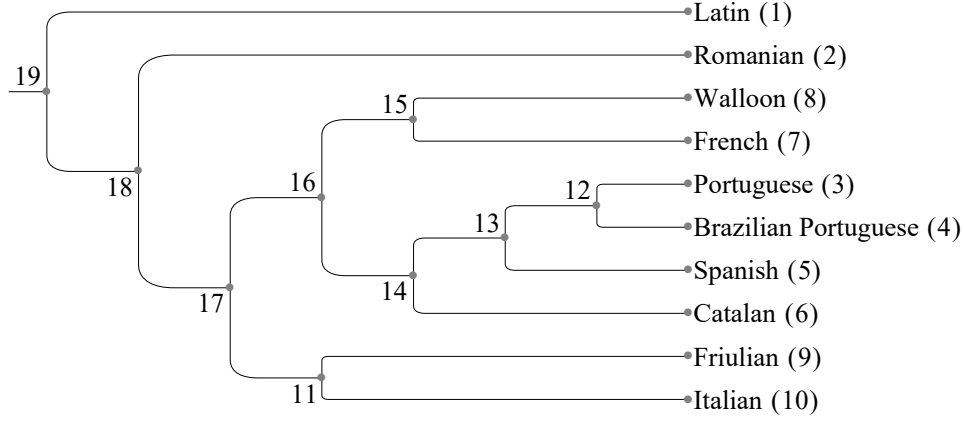 Latin (1)
Romanian (2)
19
15
Walloon (8)
French (7)
18
16
12
Portuguese (3)
13
Brazilian Portuguese (4)
Spanish (5)
17
14
Catalan (6)
Friulian (9)
11
Italian (10)